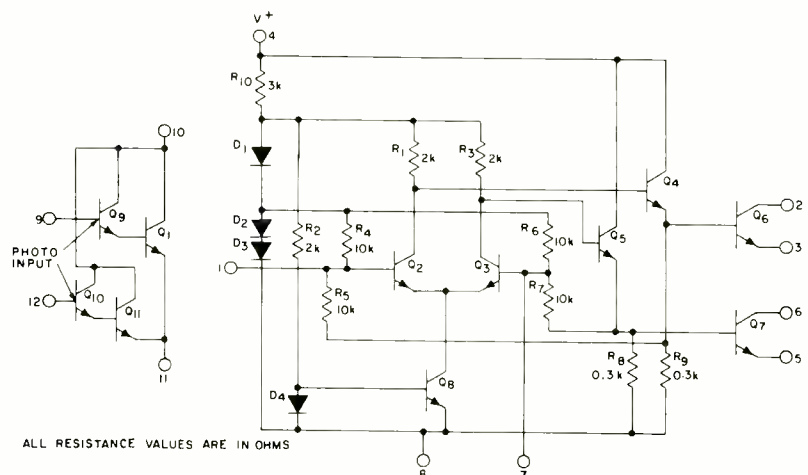 V+
4
R10
3k
10
D1
R1
2k
R3
2k
Q4
2
9
Q9
Q1
D2
R2
2k
R4
10k
R6
10k
Q6
3
PHOTO
INPUT
D3
Q5
1
Q2
Q3
R7
10k
Q10
R5
10k
6
12
Q11
Q7
R8
0.3k
R9
0.3k
5
11
Q8
D4
ALL RESISTANCE VALUES ARE IN OHMS
8
7